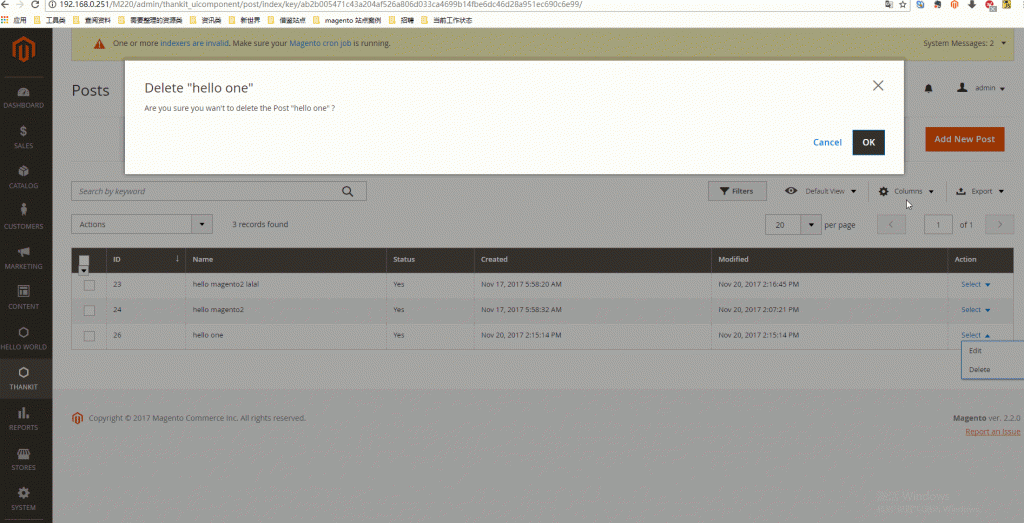 192.168.0.251/M220/admin/thankit_uicomponent/post/index/key/ab2b005471c43a204af526a806d033ca4699b14fbe6dc46d28a951ec690c6e99/
应用 工具类 查阅资料 需要整理的资源类 资讯类 新世界 借鉴站点 magento 站点案例 招聘 当前工作状态
One or more indexers are invalid. Make sure your Magento cron job is running. System Messages: 2
Delete "hello one"
Are you sure you wan't to delete the Post "hello one" ?
Cancel OK
Posts admin
Add New Post
DASHBOARD
SALES
CATALOG
CUSTOMERS
MARKETING
CONTENT
HELLO WORLD
THANKIT
REPORTS
STORES
SYSTEM
Search by keyword Filters Default View Columns Export
Actions 3 records found 20 per page 1 of 1
ID Name Status Created Modified Action
23 hello magento2 lalal Yes Nov 17, 2017 5:58:20 AM Nov 20, 2017 2:16:45 PM Select
24 hello magento2 Yes Nov 17, 2017 5:58:32 AM Nov 20, 2017 2:07:21 PM Select
26 hello one Yes Nov 20, 2017 2:15:14 PM Nov 20, 2017 2:15:14 PM Select
Edit
Delete
Copyright © 2017 Magento Commerce Inc. All rights reserved. Magento ver. 2.2.0
Report an Issue